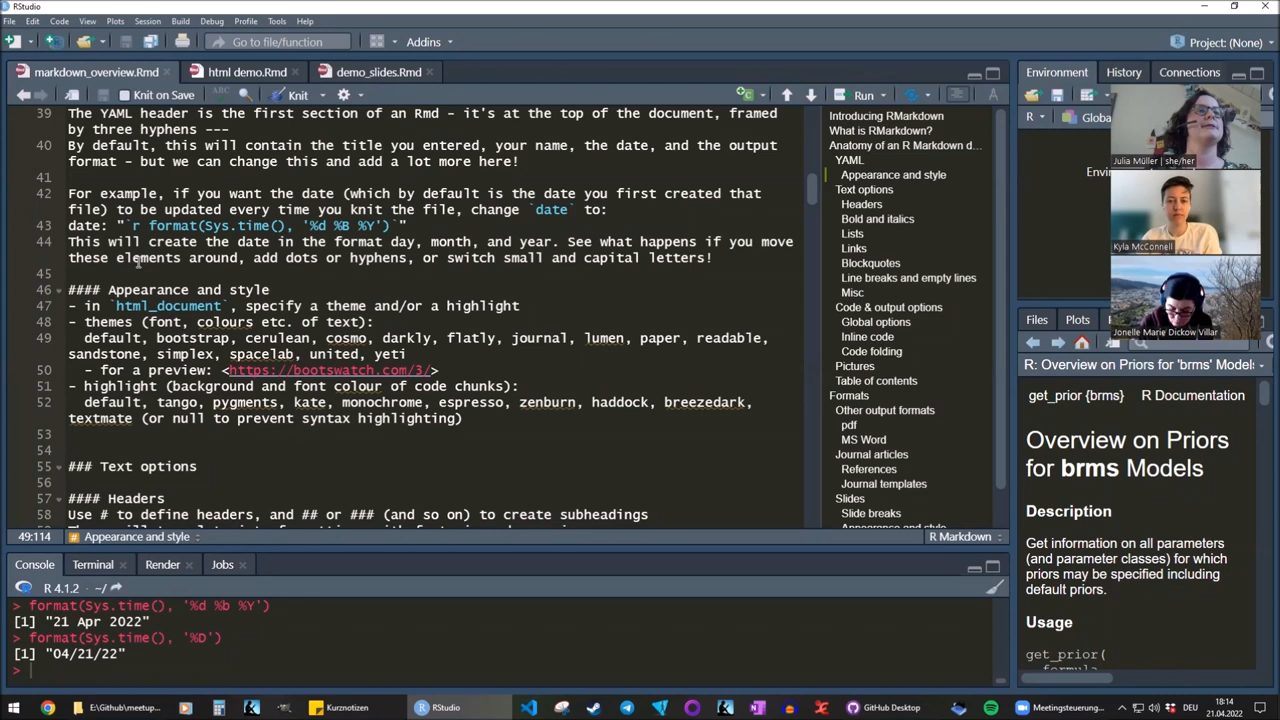 RStudio
File Edit Code View Plots Session Build Debug Profile Tools Help
Go to file/function
Addins
Project: (None)
markdown_overview.Rmd
html demo.Rmd
demo_slides.Rmd
Knit on Save
ABC
Knit
Run
39 The YAML header is the first section of an Rmd - it's at the top of the document, framed
by three hyphens ---
40 By default, this will contain the title you entered, your name, the date, and the output
format - but we can change this and add a lot more here!
41
42 For example, if you want the date (which by default is the date you first created that
file) to be updated every time you knit the file, change `date` to:
43 date: "`r format(Sys.time(), '%d %B %Y')`"
44 This will create the date in the format day, month, and year. See what happens if you move
these elements around, add dots or hyphens, or switch small and capital letters!
45
46 #### Appearance and style
47 - in `html_document`, specify a theme and/or a highlight
48 - themes (font, colours etc. of text):
49 default, bootstrap, cerulean, cosmo, darkly, flatly, journal, lumen, paper, readable,
sandstone, simplex, spacelab, united, yeti
50 - for a preview: <https://bootswatch.com/3/>
51 - highlight (background and font colour of code chunks):
52 default, tango, pygments, kate, monochrome, espresso, zenburn, haddock, breezedark,
textmate (or null to prevent syntax highlighting)
53
54
55 ### Text options
56
57 #### Headers
58 Use # to define headers, and ## or ### (and so on) to create subheadings
49:114
Appearance and style
R Markdown
Introducing RMarkdown
What is RMarkdown?
Anatomy of an R Markdown d...
YAML
Appearance and style
Text options
Headers
Bold and italics
Lists
Links
Blockquotes
Line breaks and empty lines
Misc
Code & output options
Global options
Inline code
Code folding
Pictures
Table of contents
Formats
Other output formats
pdf
MS Word
Journal articles
References
Journal templates
Slides
Slide breaks
Appearance and style
Console
Terminal
Render
Jobs
R 4.1.2 · ~/
> format(Sys.time(), '%d %b %Y')
[1] "21 Apr 2022"
> format(Sys.time(), '%D')
[1] "04/21/22"
>
Environment
History
Connections
R
Julia Müller | she/her
Kyla McConnell
Jonelle Marie Dickow Villar
Files
Plots
R: Overview on Priors for 'brms' Models
get_prior {brms}
R Documentation
Overview on Priors
for brms Models
Description
Get information on all parameters
(and parameter classes) for which
priors may be specified including
default priors.
Usage
get_prior(
E:\Github\meetup...
Kurznotizen
RStudio
GitHub Desktop
Meetingsteuerung...
DEU
18:14
21.04.2022